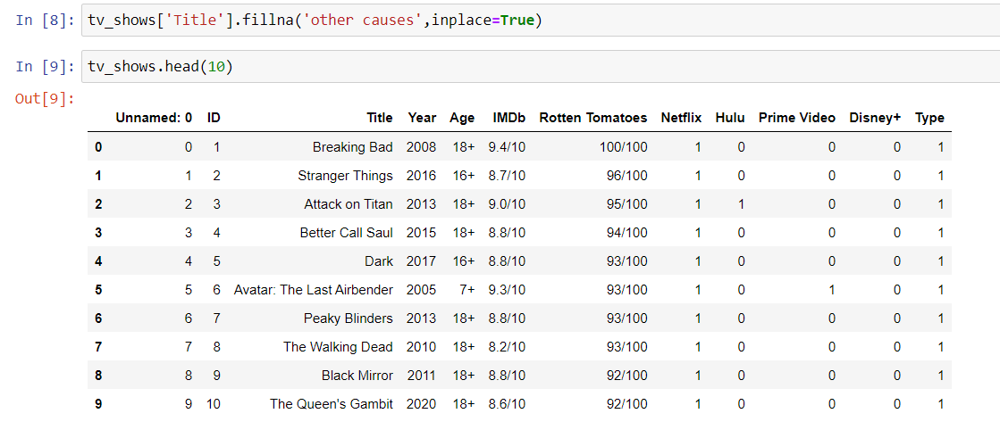 In [8]: tv_shows['Title'].fillna('other causes',inplace=True)
In [9]: tv_shows.head(10)
Out[9]:
Unnamed: 0 ID Title Year Age IMDb Rotten Tomatoes Netflix Hulu Prime Video Disney+ Type
0 0 1 Breaking Bad 2008 18+ 9.4/10 100/100 1 0 0 0 1
1 1 2 Stranger Things 2016 16+ 8.7/10 96/100 1 0 0 0 1
2 2 3 Attack on Titan 2013 18+ 9.0/10 95/100 1 1 0 0 1
3 3 4 Better Call Saul 2015 18+ 8.8/10 94/100 1 0 0 0 1
4 4 5 Dark 2017 16+ 8.8/10 93/100 1 0 0 0 1
5 5 6 Avatar: The Last Airbender 2005 7+ 9.3/10 93/100 1 0 1 0 1
6 6 7 Peaky Blinders 2013 18+ 8.8/10 93/100 1 0 0 0 1
7 7 8 The Walking Dead 2010 18+ 8.2/10 93/100 1 0 0 0 1
8 8 9 Black Mirror 2011 18+ 8.8/10 92/100 1 0 0 0 1
9 9 10 The Queen's Gambit 2020 18+ 8.6/10 92/100 1 0 0 0 1